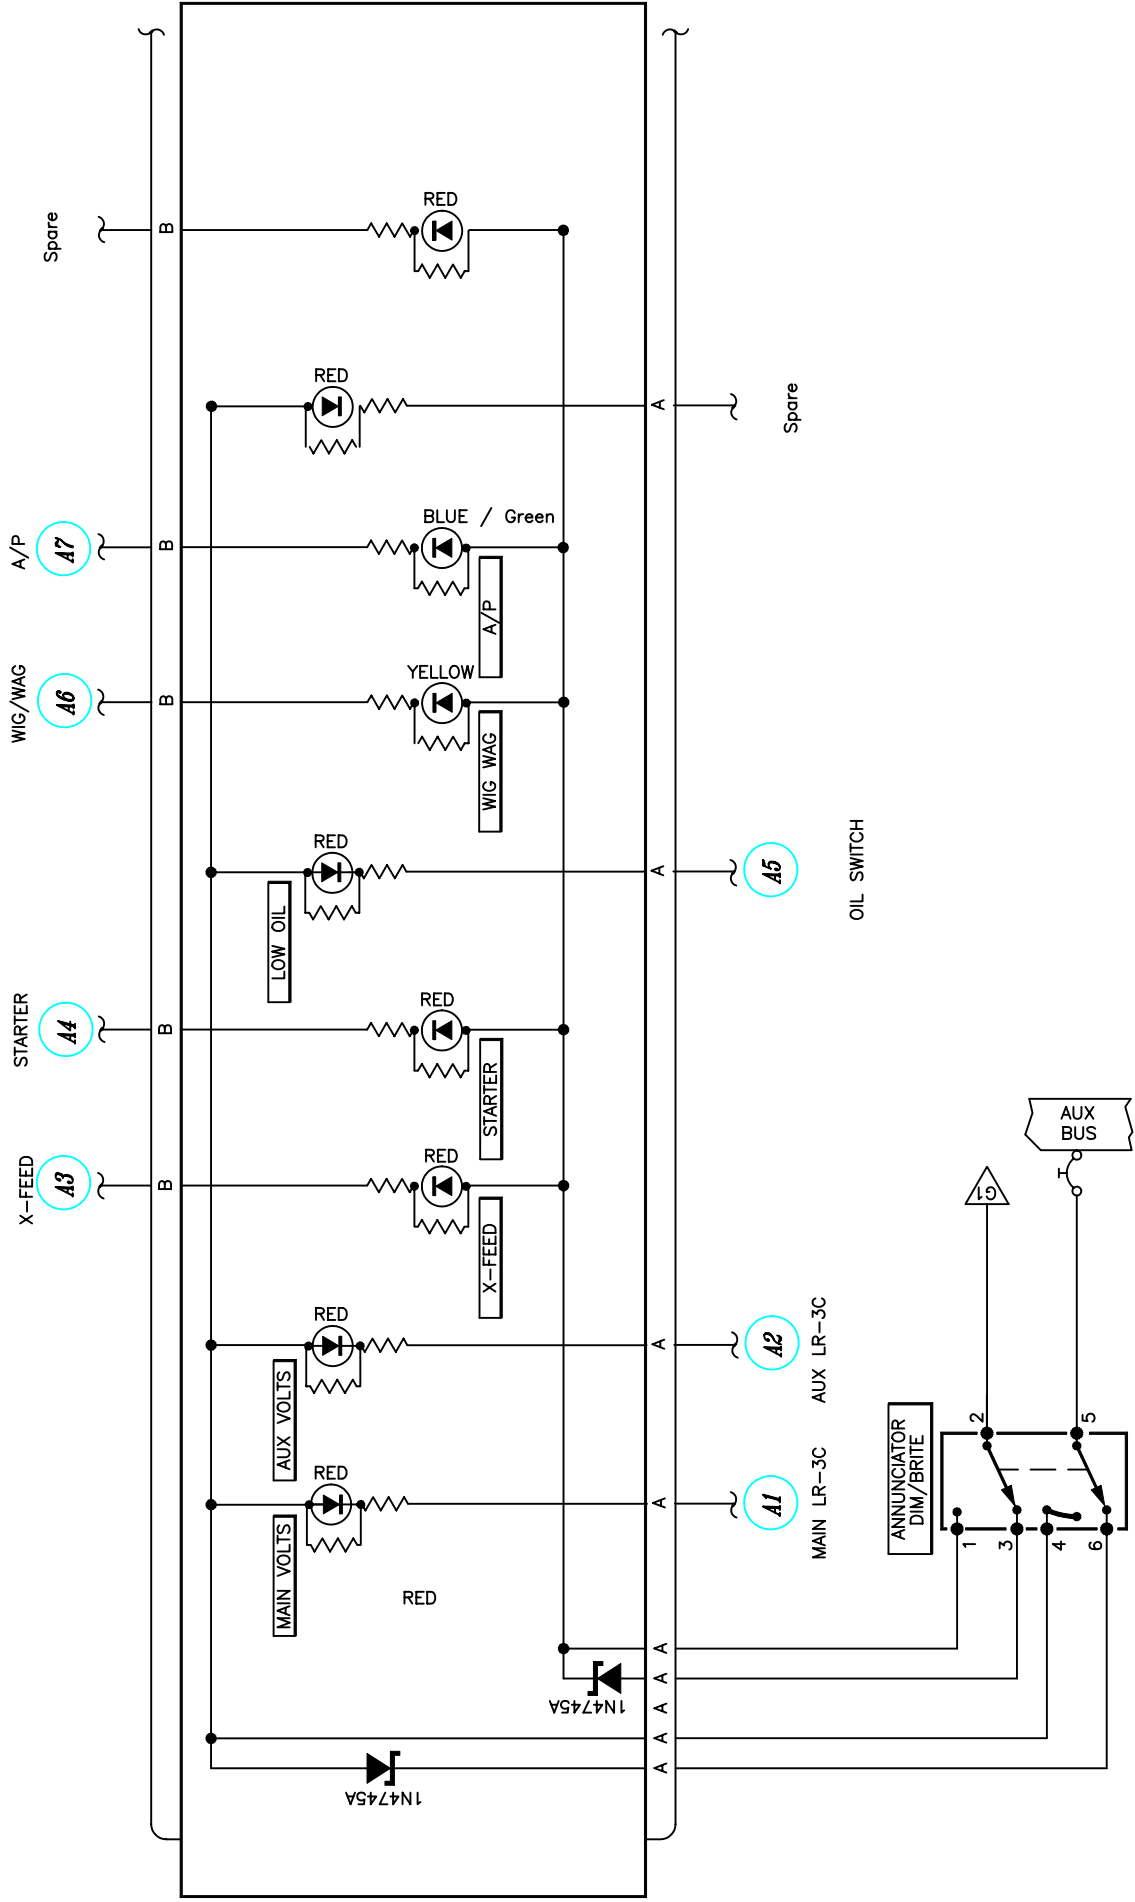 Spare
B
RED
RED
A
Spare
A/P
A7
B
BLUE / Green
A/P
WIG/WAG
A6
B
YELLOW
WIG WAG
RED
LOW OIL
A
A5
OIL SWITCH
STARTER
A4
B
RED
STARTER
X-FEED
A3
B
RED
X-FEED
AUX
BUS
G1
RED
AUX VOLTS
A
A2
AUX LR-3C
RED
MAIN VOLTS
A
A1
MAIN LR-3C
ANNUNCIATOR
DIM/BRITE
2
5
1
3
4
6
RED
A
A
1N4745A
A
A
A
1N4745A